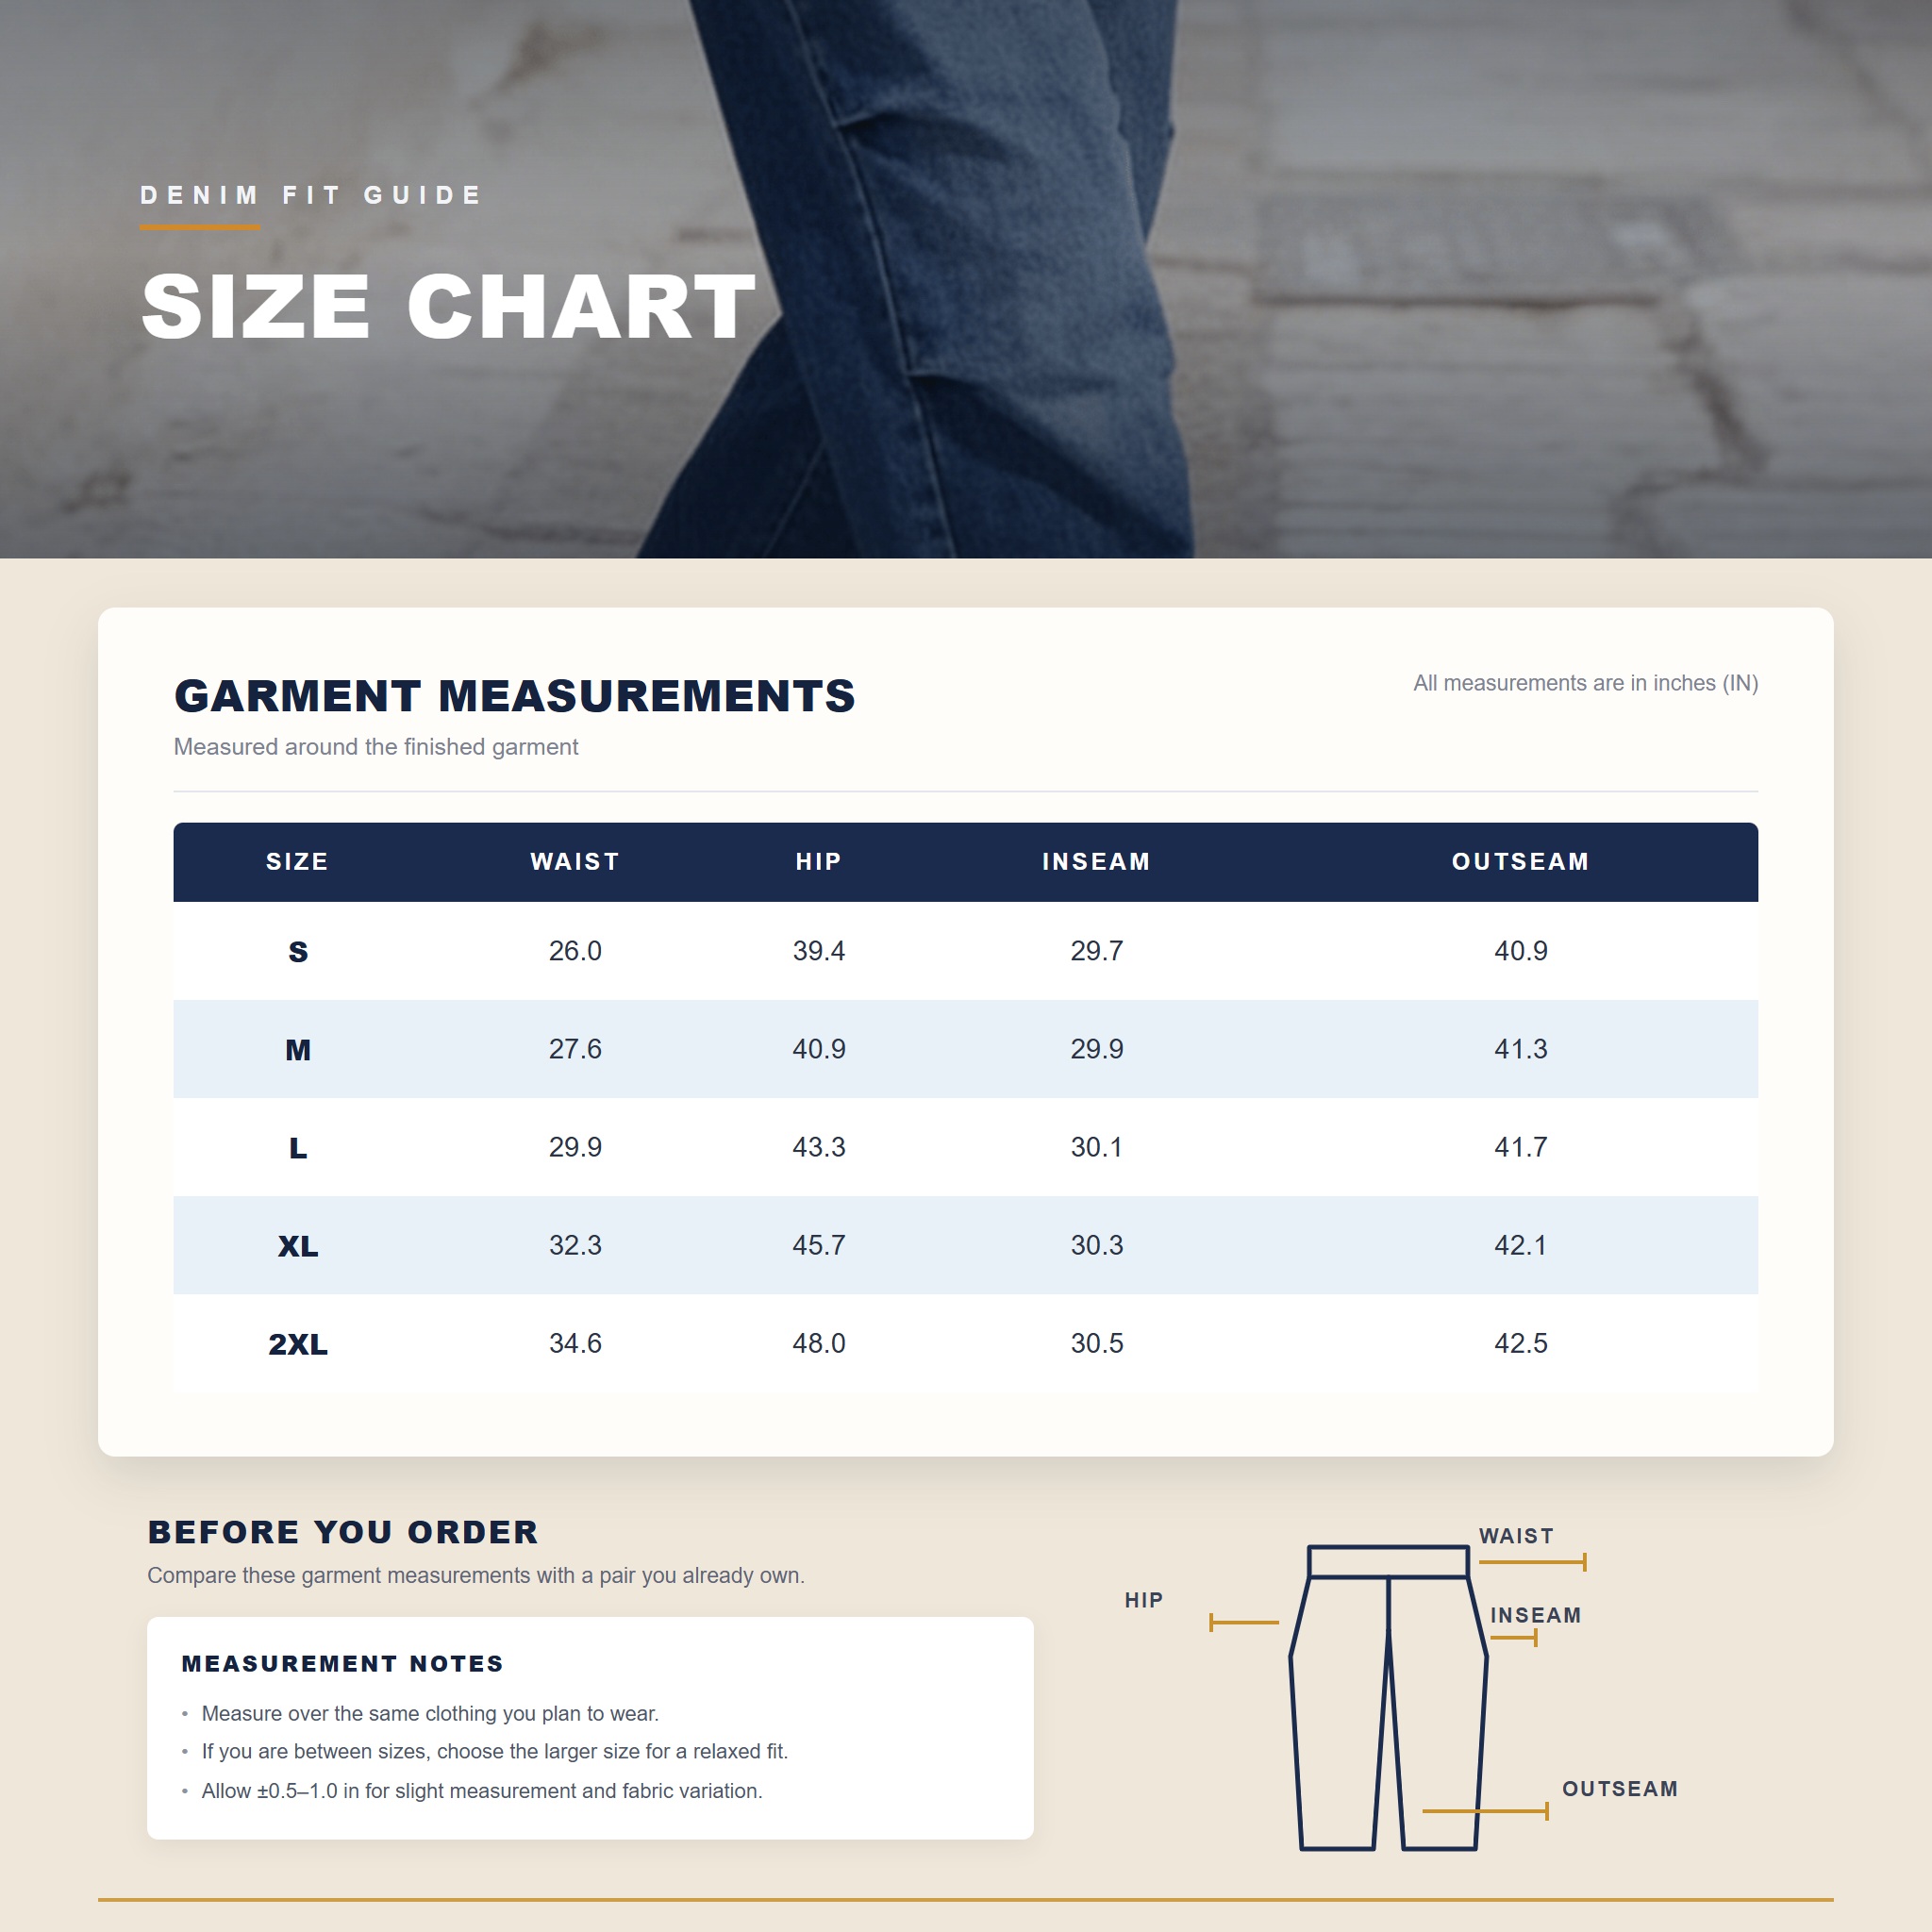 DENIM FIT GUIDE
SIZE CHART
GARMENT MEASUREMENTS
All measurements are in inches (IN)
Measured around the finished garment
SIZE WAIST HIP INSEAM OUTSEAM
S 26.0 39.4 29.7 40.9
M 27.6 40.9 29.9 41.3
L 29.9 43.3 30.1 41.7
XL 32.3 45.7 30.3 42.1
2XL 34.6 48.0 30.5 42.5
BEFORE YOU ORDER
Compare these garment measurements with a pair you already own.
MEASUREMENT NOTES
• Measure over the same clothing you plan to wear.
• If you are between sizes, choose the larger size for a relaxed fit.
• Allow ±0.5–1.0 in for slight measurement and fabric variation.
WAIST
HIP
INSEAM
OUTSEAM